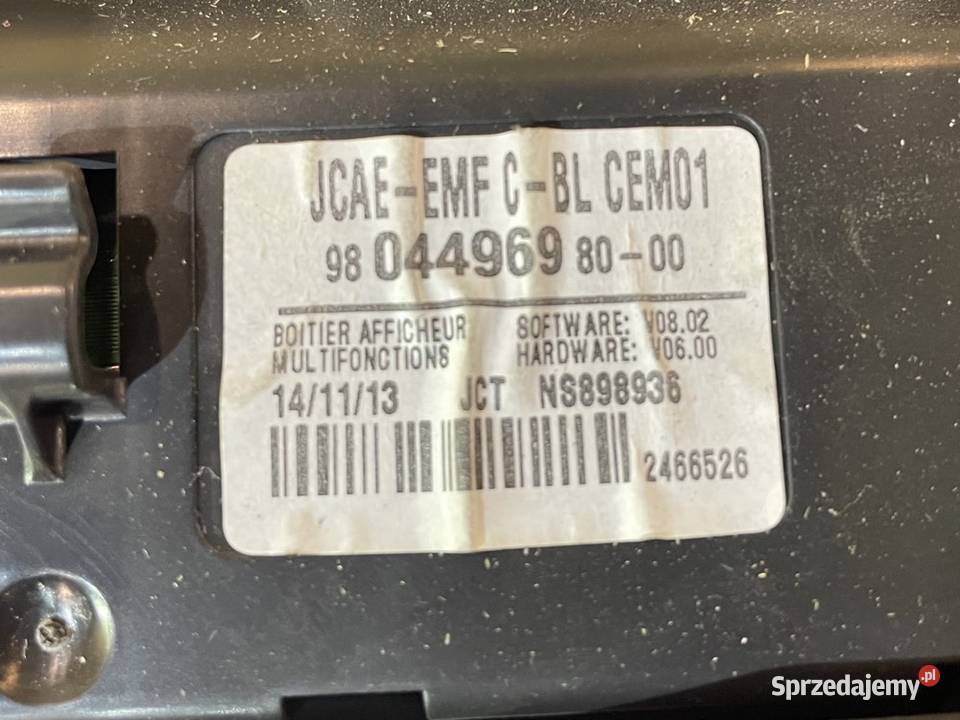 JCAE-EMF C-BL CEM01
98 044969 80-00
BOITIER AFFICHEUR SOFTWARE: V08.02
MULTIFONCTIONS HARDWARE: V06.00
14/11/13 JCT NS898936
2466526
Sprzedajemy.pl